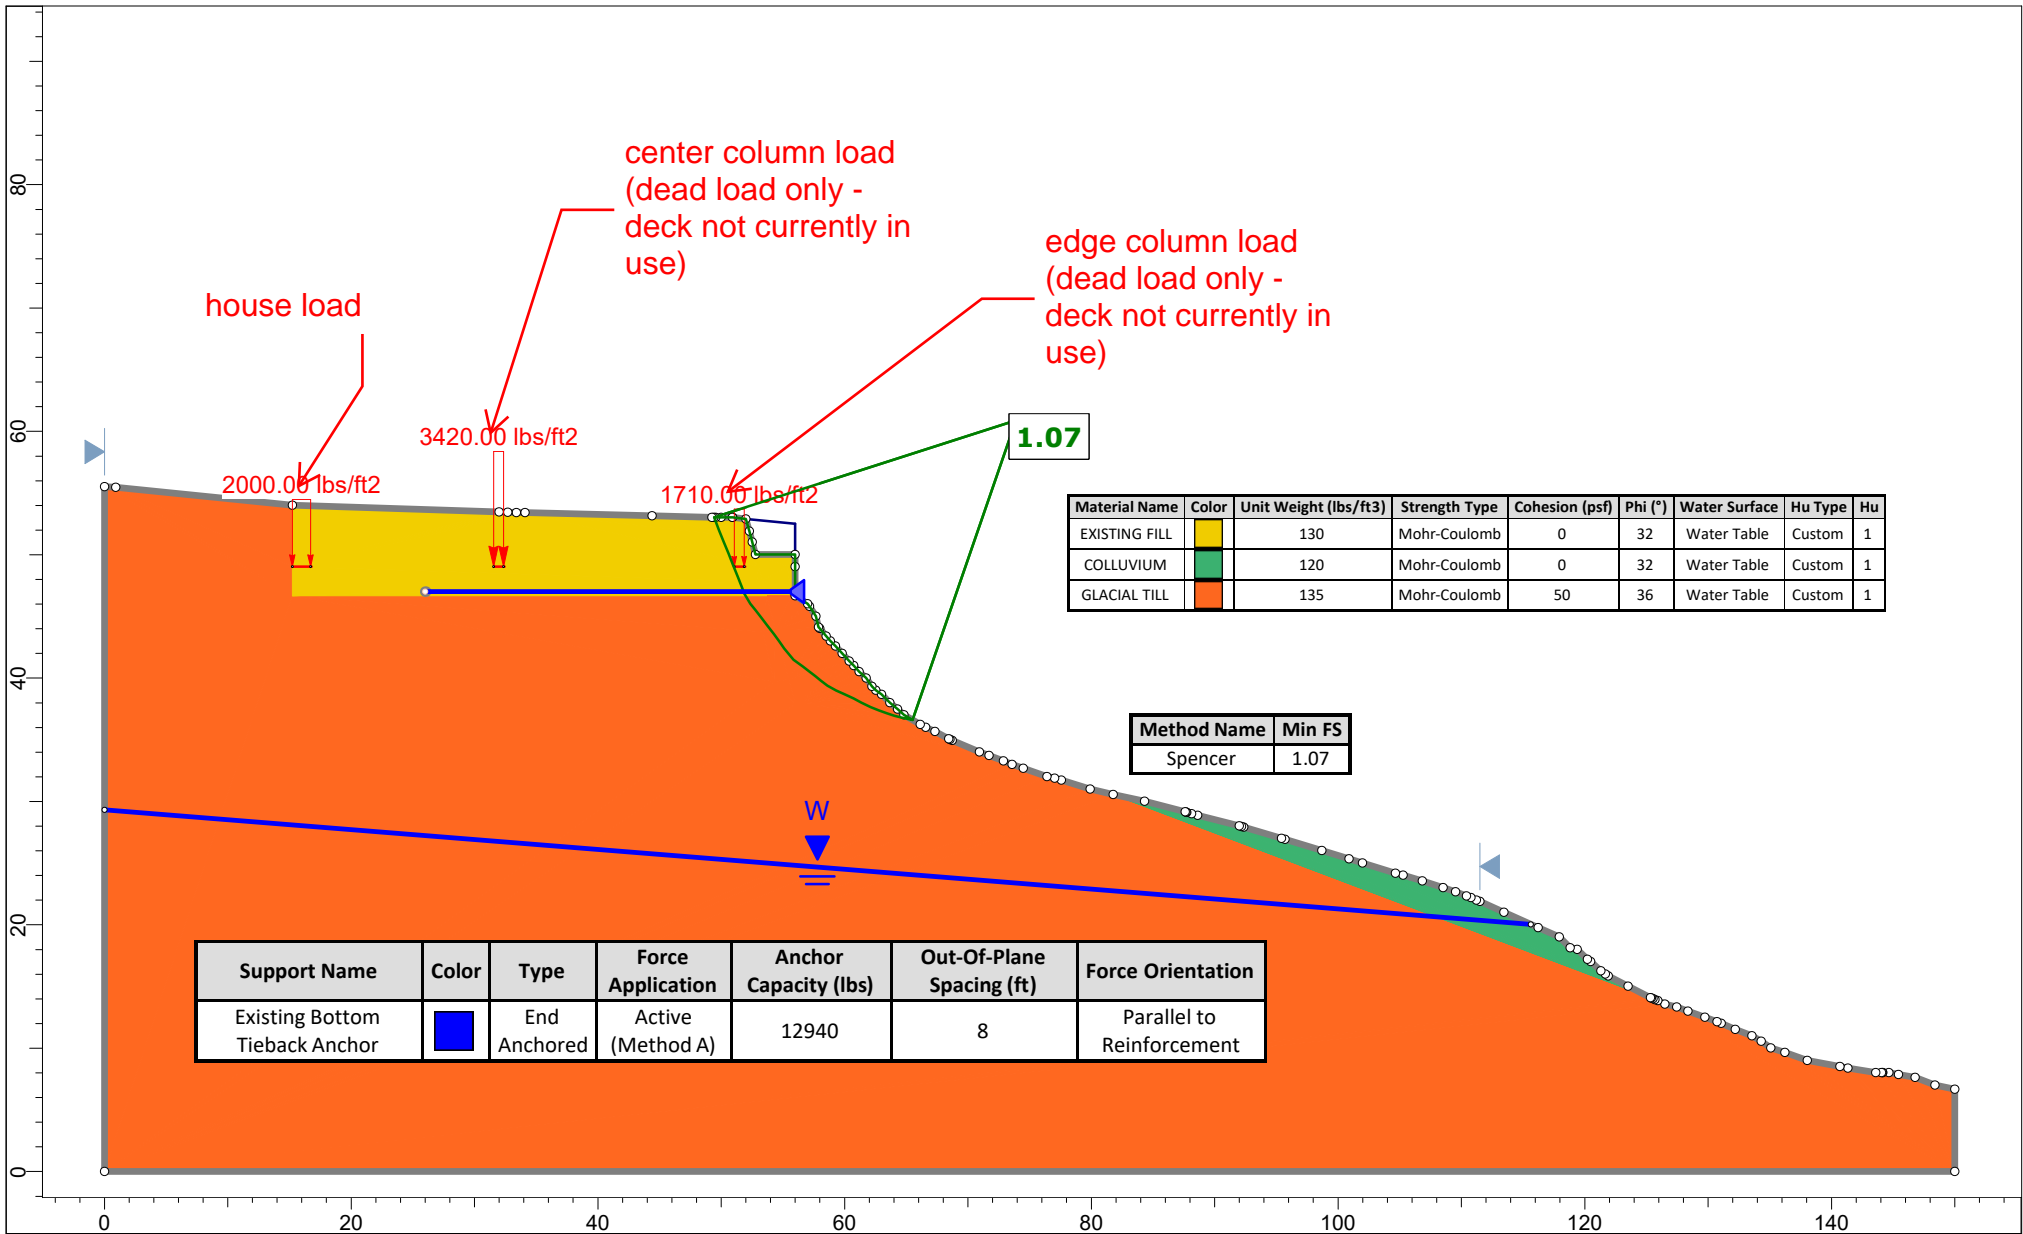 center column load
(dead load only -
deck not currently in
use)
edge column load
(dead load only -
deck not currently in
use)
house load
3420.00 lbs/ft2
2000.00 lbs/ft2
1710.00 lbs/ft2
1.07
Material Name Color Unit Weight (lbs/ft3) Strength Type Cohesion (psf) Phi (°) Water Surface Hu Type Hu
EXISTING FILL 130 Mohr-Coulomb 0 32 Water Table Custom 1
COLLUVIUM 120 Mohr-Coulomb 0 32 Water Table Custom 1
GLACIAL TILL 135 Mohr-Coulomb 50 36 Water Table Custom 1
Method Name Min FS
Spencer 1.07
W
Support Name Color Type Force Application Anchor Capacity (lbs) Out-Of-Plane Spacing (ft) Force Orientation
Existing Bottom Tieback Anchor End Anchored Active (Method A) 12940 8 Parallel to Reinforcement
80
60
40
20
0
0 20 40 60 80 100 120 140